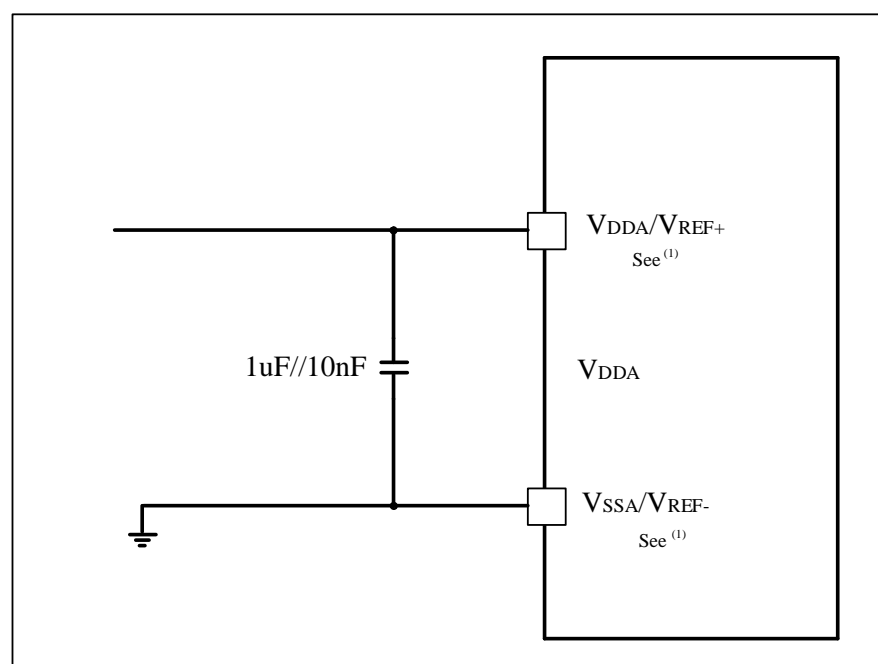 VDDA/VREF+
See (1)
1uF//10nF
VDDA
VSSA/VREF-
See (1)